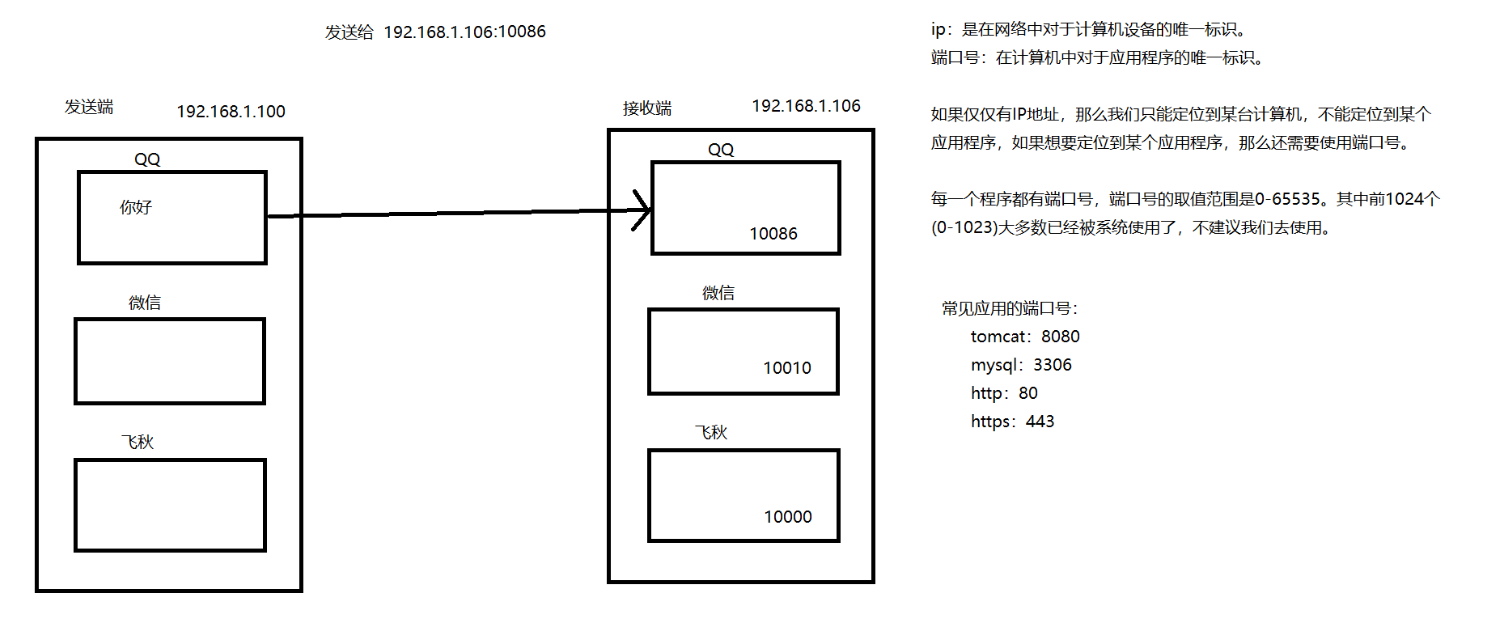 发送给 192.168.1.106:10086
发送端 192.168.1.100
QQ
你好
微信
飞秋
接收端 192.168.1.106
QQ
10086
微信
10010
飞秋
10000
ip：是在网络中对于计算机设备的唯一标识。
端口号：在计算机中对于应用程序的唯一标识。
如果仅仅有IP地址，那么我们只能定位到某台计算机，不能定位到某个
应用程序，如果想要定位到某个应用程序，那么还需要使用端口号。
每一个程序都有端口号，端口号的取值范围是0-65535。其中前1024个
(0-1023)大多数已经被系统使用了，不建议我们去使用。
常见应用的端口号：
tomcat：8080
mysql：3306
http：80
https：443